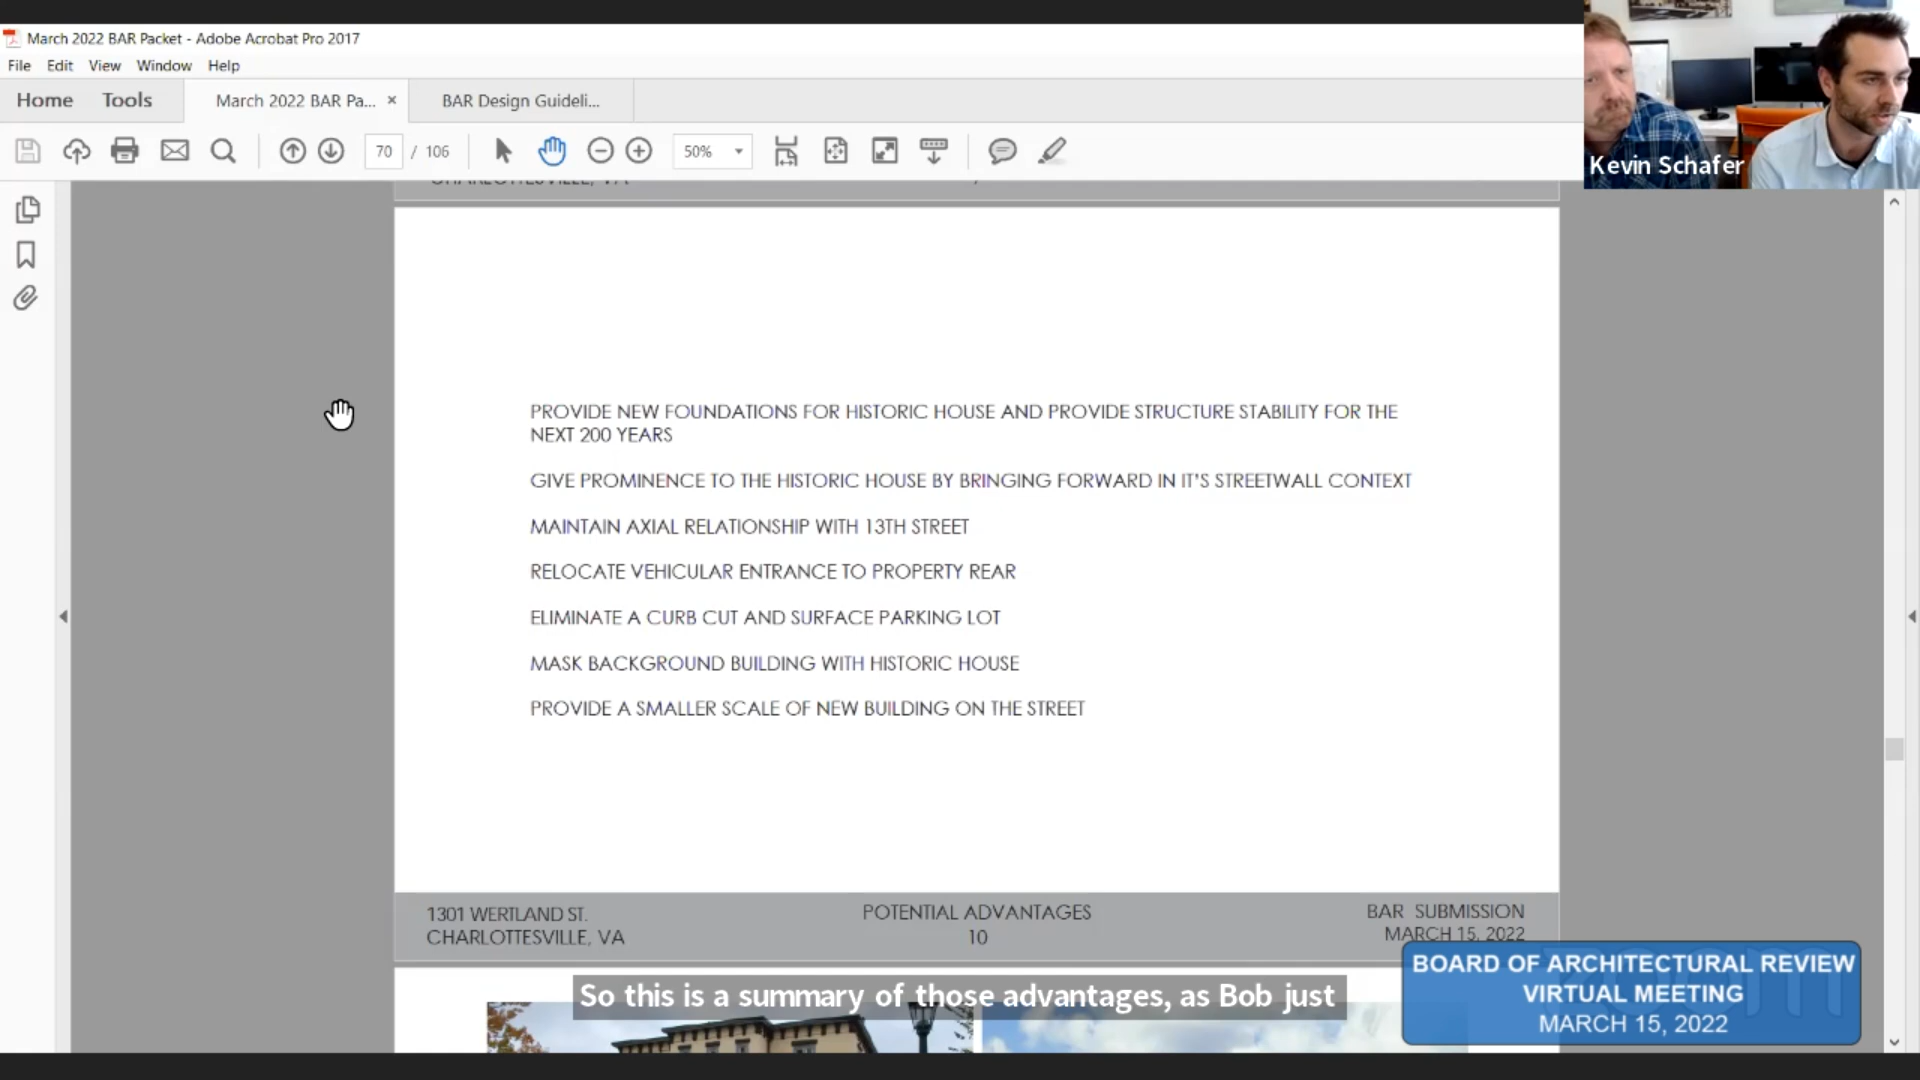 March 2022 BAR Packet - Adobe Acrobat Pro 2017
File Edit View Window Help
Home Tools March 2022 BAR Pa... × BAR Design Guideli...
70 / 106 50%
Kevin Schafer
CHARLOTTESVILLE, VA
PROVIDE NEW FOUNDATIONS FOR HISTORIC HOUSE AND PROVIDE STRUCTURE STABILITY FOR THE
NEXT 200 YEARS
GIVE PROMINENCE TO THE HISTORIC HOUSE BY BRINGING FORWARD IN IT'S STREETWALL CONTEXT
MAINTAIN AXIAL RELATIONSHIP WITH 13TH STREET
RELOCATE VEHICULAR ENTRANCE TO PROPERTY REAR
ELIMINATE A CURB CUT AND SURFACE PARKING LOT
MASK BACKGROUND BUILDING WITH HISTORIC HOUSE
PROVIDE A SMALLER SCALE OF NEW BUILDING ON THE STREET
1301 WERTLAND ST.
CHARLOTTESVILLE, VA
POTENTIAL ADVANTAGES
10
BAR SUBMISSION
MARCH 15, 2022
So this is a summary of those advantages, as Bob just
BOARD OF ARCHITECTURAL REVIEW
VIRTUAL MEETING
MARCH 15, 2022